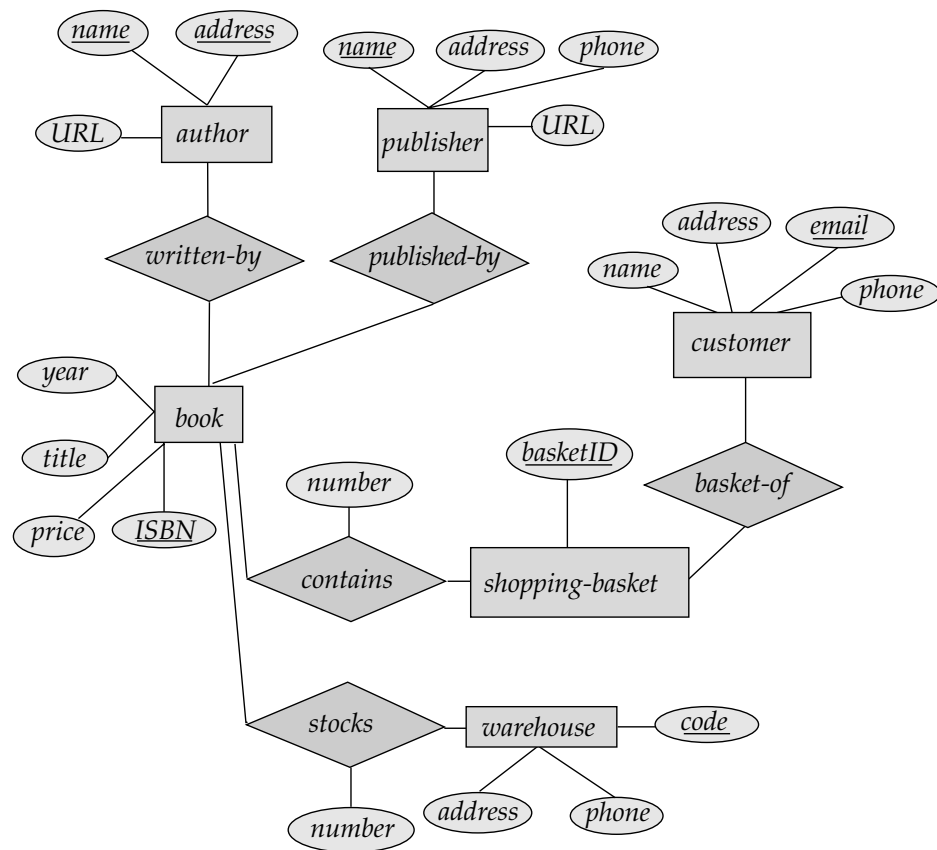 name
address
URL
author
name
address
phone
publisher
URL
written-by
published-by
name
address
email
phone
customer
year
title
price
ISBN
book
number
basketID
basket-of
contains
shopping-basket
stocks
warehouse
code
number
address
phone